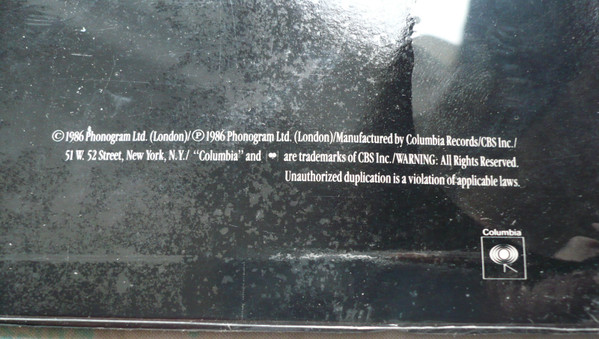 ©1986 Phonogram Ltd. (London)/℗1986 Phonogram Ltd. (London)/Manufactured by Columbia Records/CBS Inc./
51 W. 52 Street, New York, N.Y./ “Columbia” and are trademarks of CBS Inc./WARNING: All Rights Reserved.
Unauthorized duplication is a violation of applicable laws.
Columbia